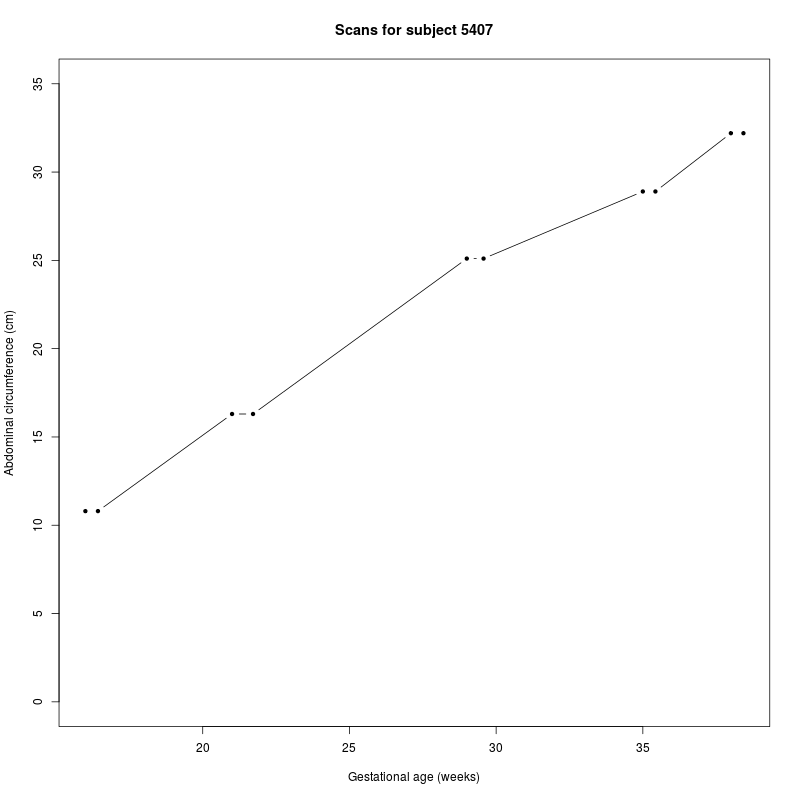 Scans for subject 5407
Abdominal circumference (cm)
35
30
25
20
15
10
5
0
20 25 30 35
Gestational age (weeks)